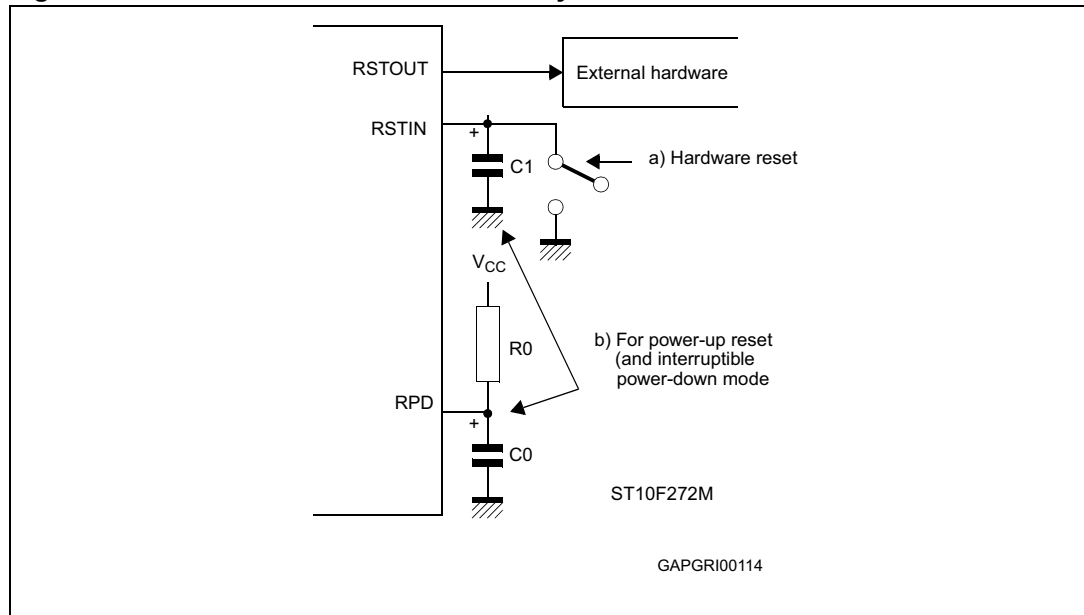 RSTOUT
External hardware
RSTIN
+
C1
a) Hardware reset
VCC
R0
b) For power-up reset
(and interruptible
power-down mode
RPD
+
C0
ST10F272M
GAPGRI00114